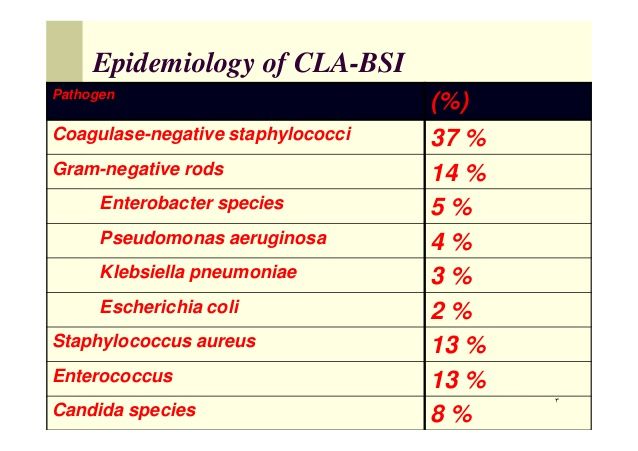 Epidemiology of CLA-BSI
Pathogen (%)
Coagulase-negative staphylococci 37 %
Gram-negative rods 14 %
Enterobacter species 5 %
Pseudomonas aeruginosa 4 %
Klebsiella pneumoniae 3 %
Escherichia coli 2 %
Staphylococcus aureus 13 %
Enterococcus 13 %
Candida species 8 %
٣